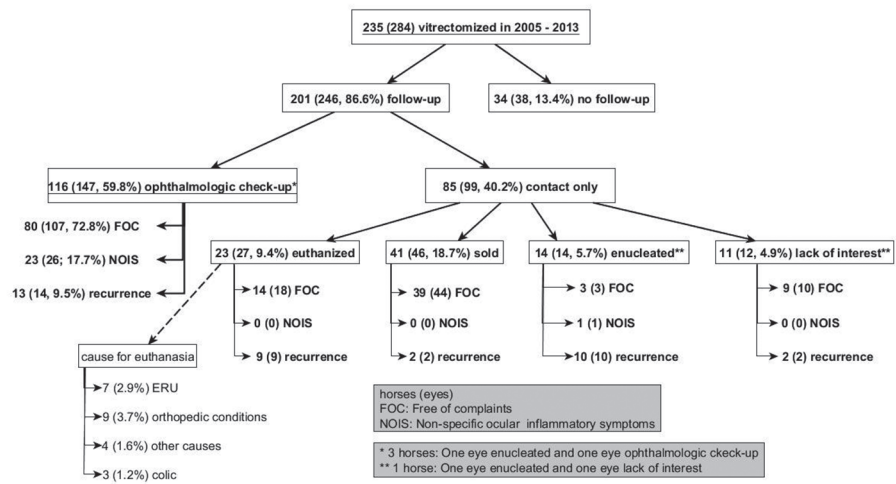 235 (284) vitrectomized in 2005 - 2013
201 (246, 86.6%) follow-up
34 (38, 13.4%) no follow-up
116 (147, 59.8%) ophthalmologic check-up*
85 (99, 40.2%) contact only
80 (107, 72.8%) FOC
23 (26; 17.7%) NOIS
13 (14, 9.5%) recurrence
23 (27, 9.4%) euthanized
14 (18) FOC
0 (0) NOIS
9 (9) recurrence
41 (46, 18.7%) sold
39 (44) FOC
0 (0) NOIS
2 (2) recurrence
14 (14, 5.7%) enucleated**
3 (3) FOC
1 (1) NOIS
10 (10) recurrence
11 (12, 4.9%) lack of interest**
9 (10) FOC
0 (0) NOIS
2 (2) recurrence
cause for euthanasia
7 (2.9%) ERU
9 (3.7%) orthopedic conditions
4 (1.6%) other causes
3 (1.2%) colic
horses (eyes)
FOC: Free of complaints
NOIS: Non-specific ocular inflammatory symptoms
* 3 horses: One eye enucleated and one eye ophthalmologic ckeck-up
** 1 horse: One eye enucleated and one eye lack of interest